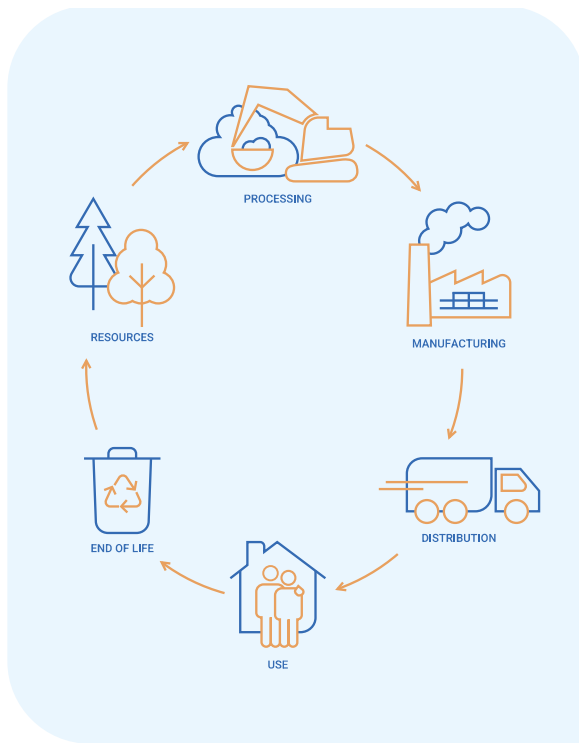 PROCESSING
RESOURCES
MANUFACTURING
DISTRIBUTION
END OF LIFE
USE